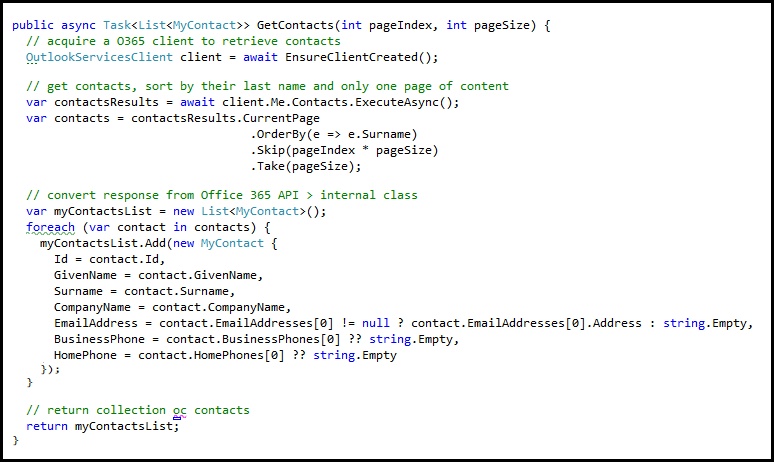 public async Task<List<MyContact>> GetContacts(int pageIndex, int pageSize) {
  // acquire a O365 client to retrieve contacts
  OutlookServicesClient client = await EnsureClientCreated();

  // get contacts, sort by their last name and only one page of content
  var contactsResults = await client.Me.Contacts.ExecuteAsync();
  var contacts = contactsResults.CurrentPage
                                  .OrderBy(e => e.Surname)
                                  .Skip(pageIndex * pageSize)
                                  .Take(pageSize);

  // convert response from Office 365 API > internal class
  var myContactsList = new List<MyContact>();
  foreach (var contact in contacts) {
    myContactsList.Add(new MyContact {
      Id = contact.Id,
      GivenName = contact.GivenName,
      Surname = contact.Surname,
      CompanyName = contact.CompanyName,
      EmailAddress = contact.EmailAddresses[0] != null ? contact.EmailAddresses[0].Address : string.Empty,
      BusinessPhone = contact.BusinessPhones[0] ?? string.Empty,
      HomePhone = contact.HomePhones[0] ?? string.Empty
    });
  }

  // return collection oc contacts
  return myContactsList;
}